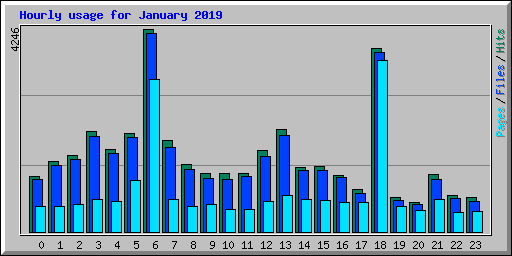 Hourly usage for January 2019
4246
Pages/Files/Hits
0 1 2 3 4 5 6 7 8 9 10 11 12 13 14 15 16 17 18 19 20 21 22 23